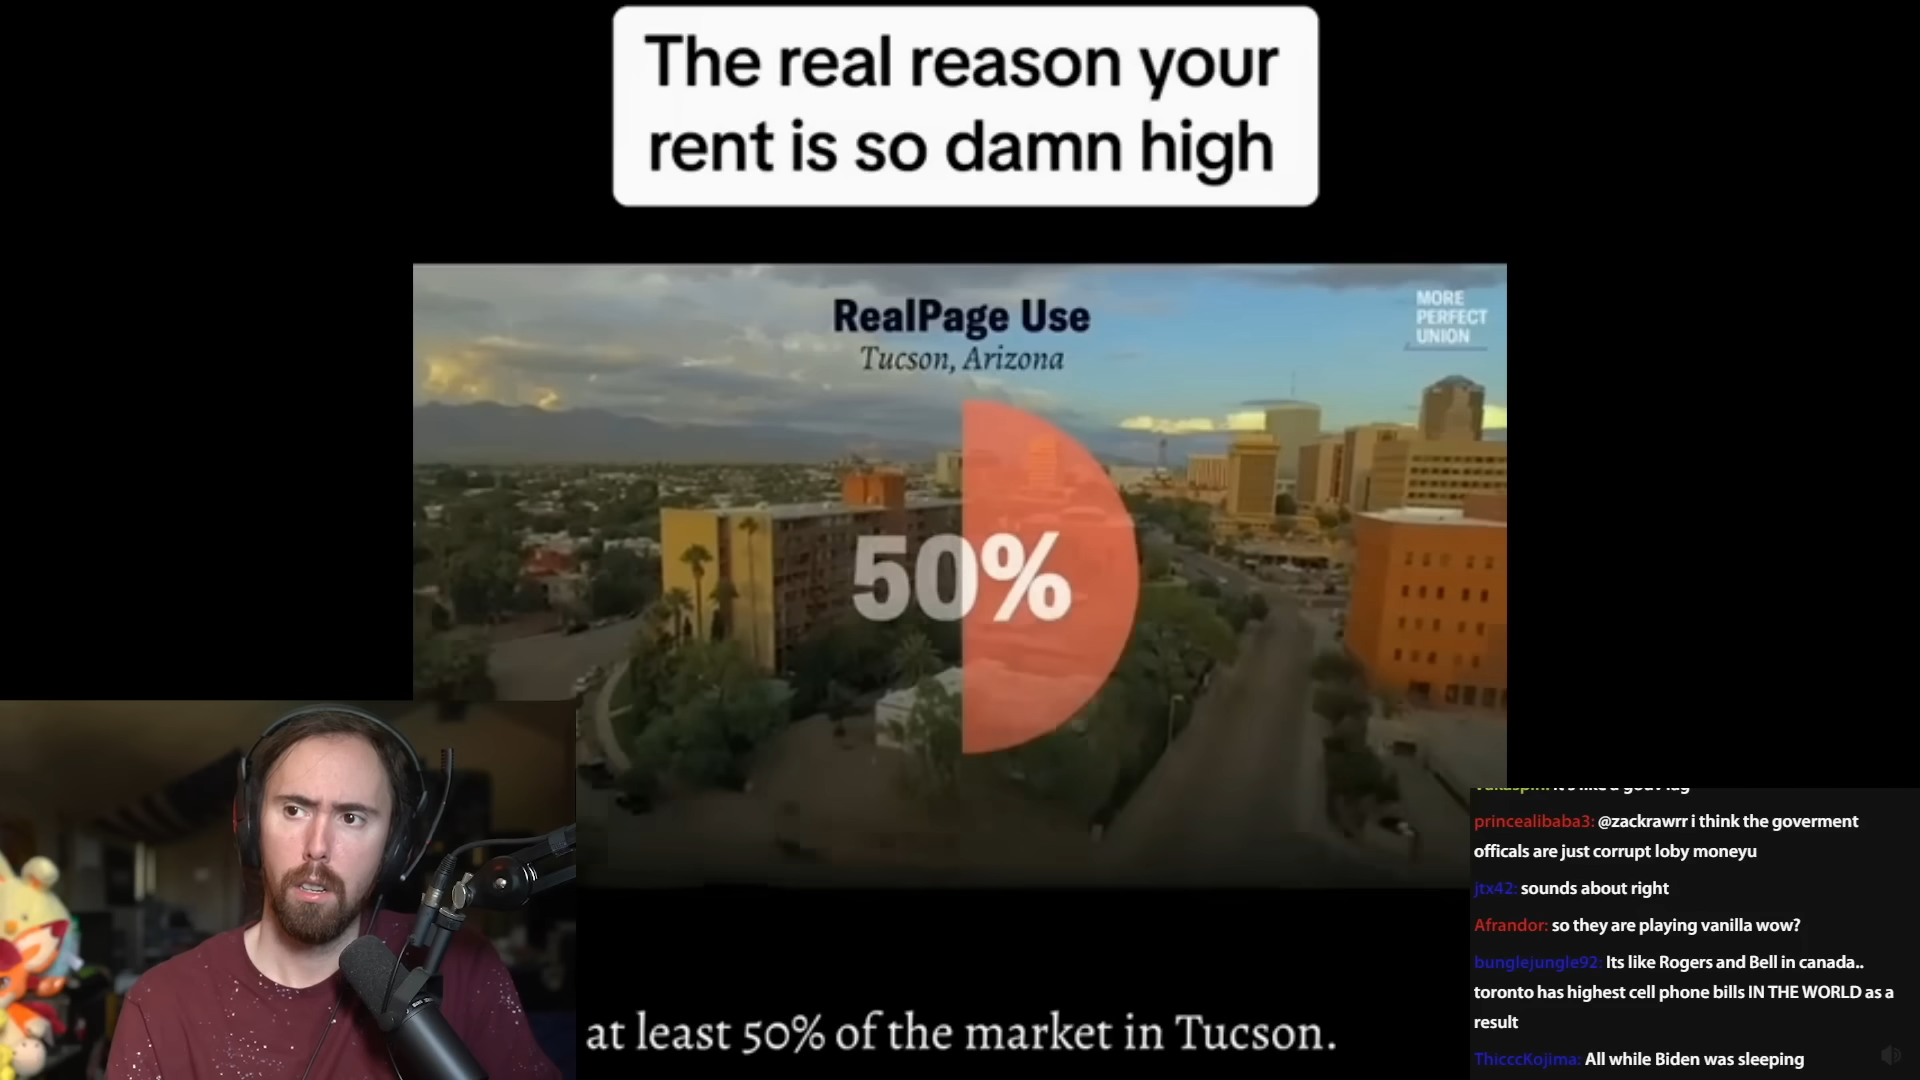 The real reason your
rent is so damn high
RealPage Use
Tucson, Arizona
MORE
PERFECT
UNION
50%
at least 50% of the market in Tucson.
princealibaba3: @zackrawrr i think the goverment
officals are just corrupt loby moneyu
jtx42: sounds about right
Afrandor: so they are playing vanilla wow?
bunglejungle92: Its like Rogers and Bell in canada..
toronto has highest cell phone bills IN THE WORLD as a
result
ThicccKojima: All while Biden was sleeping